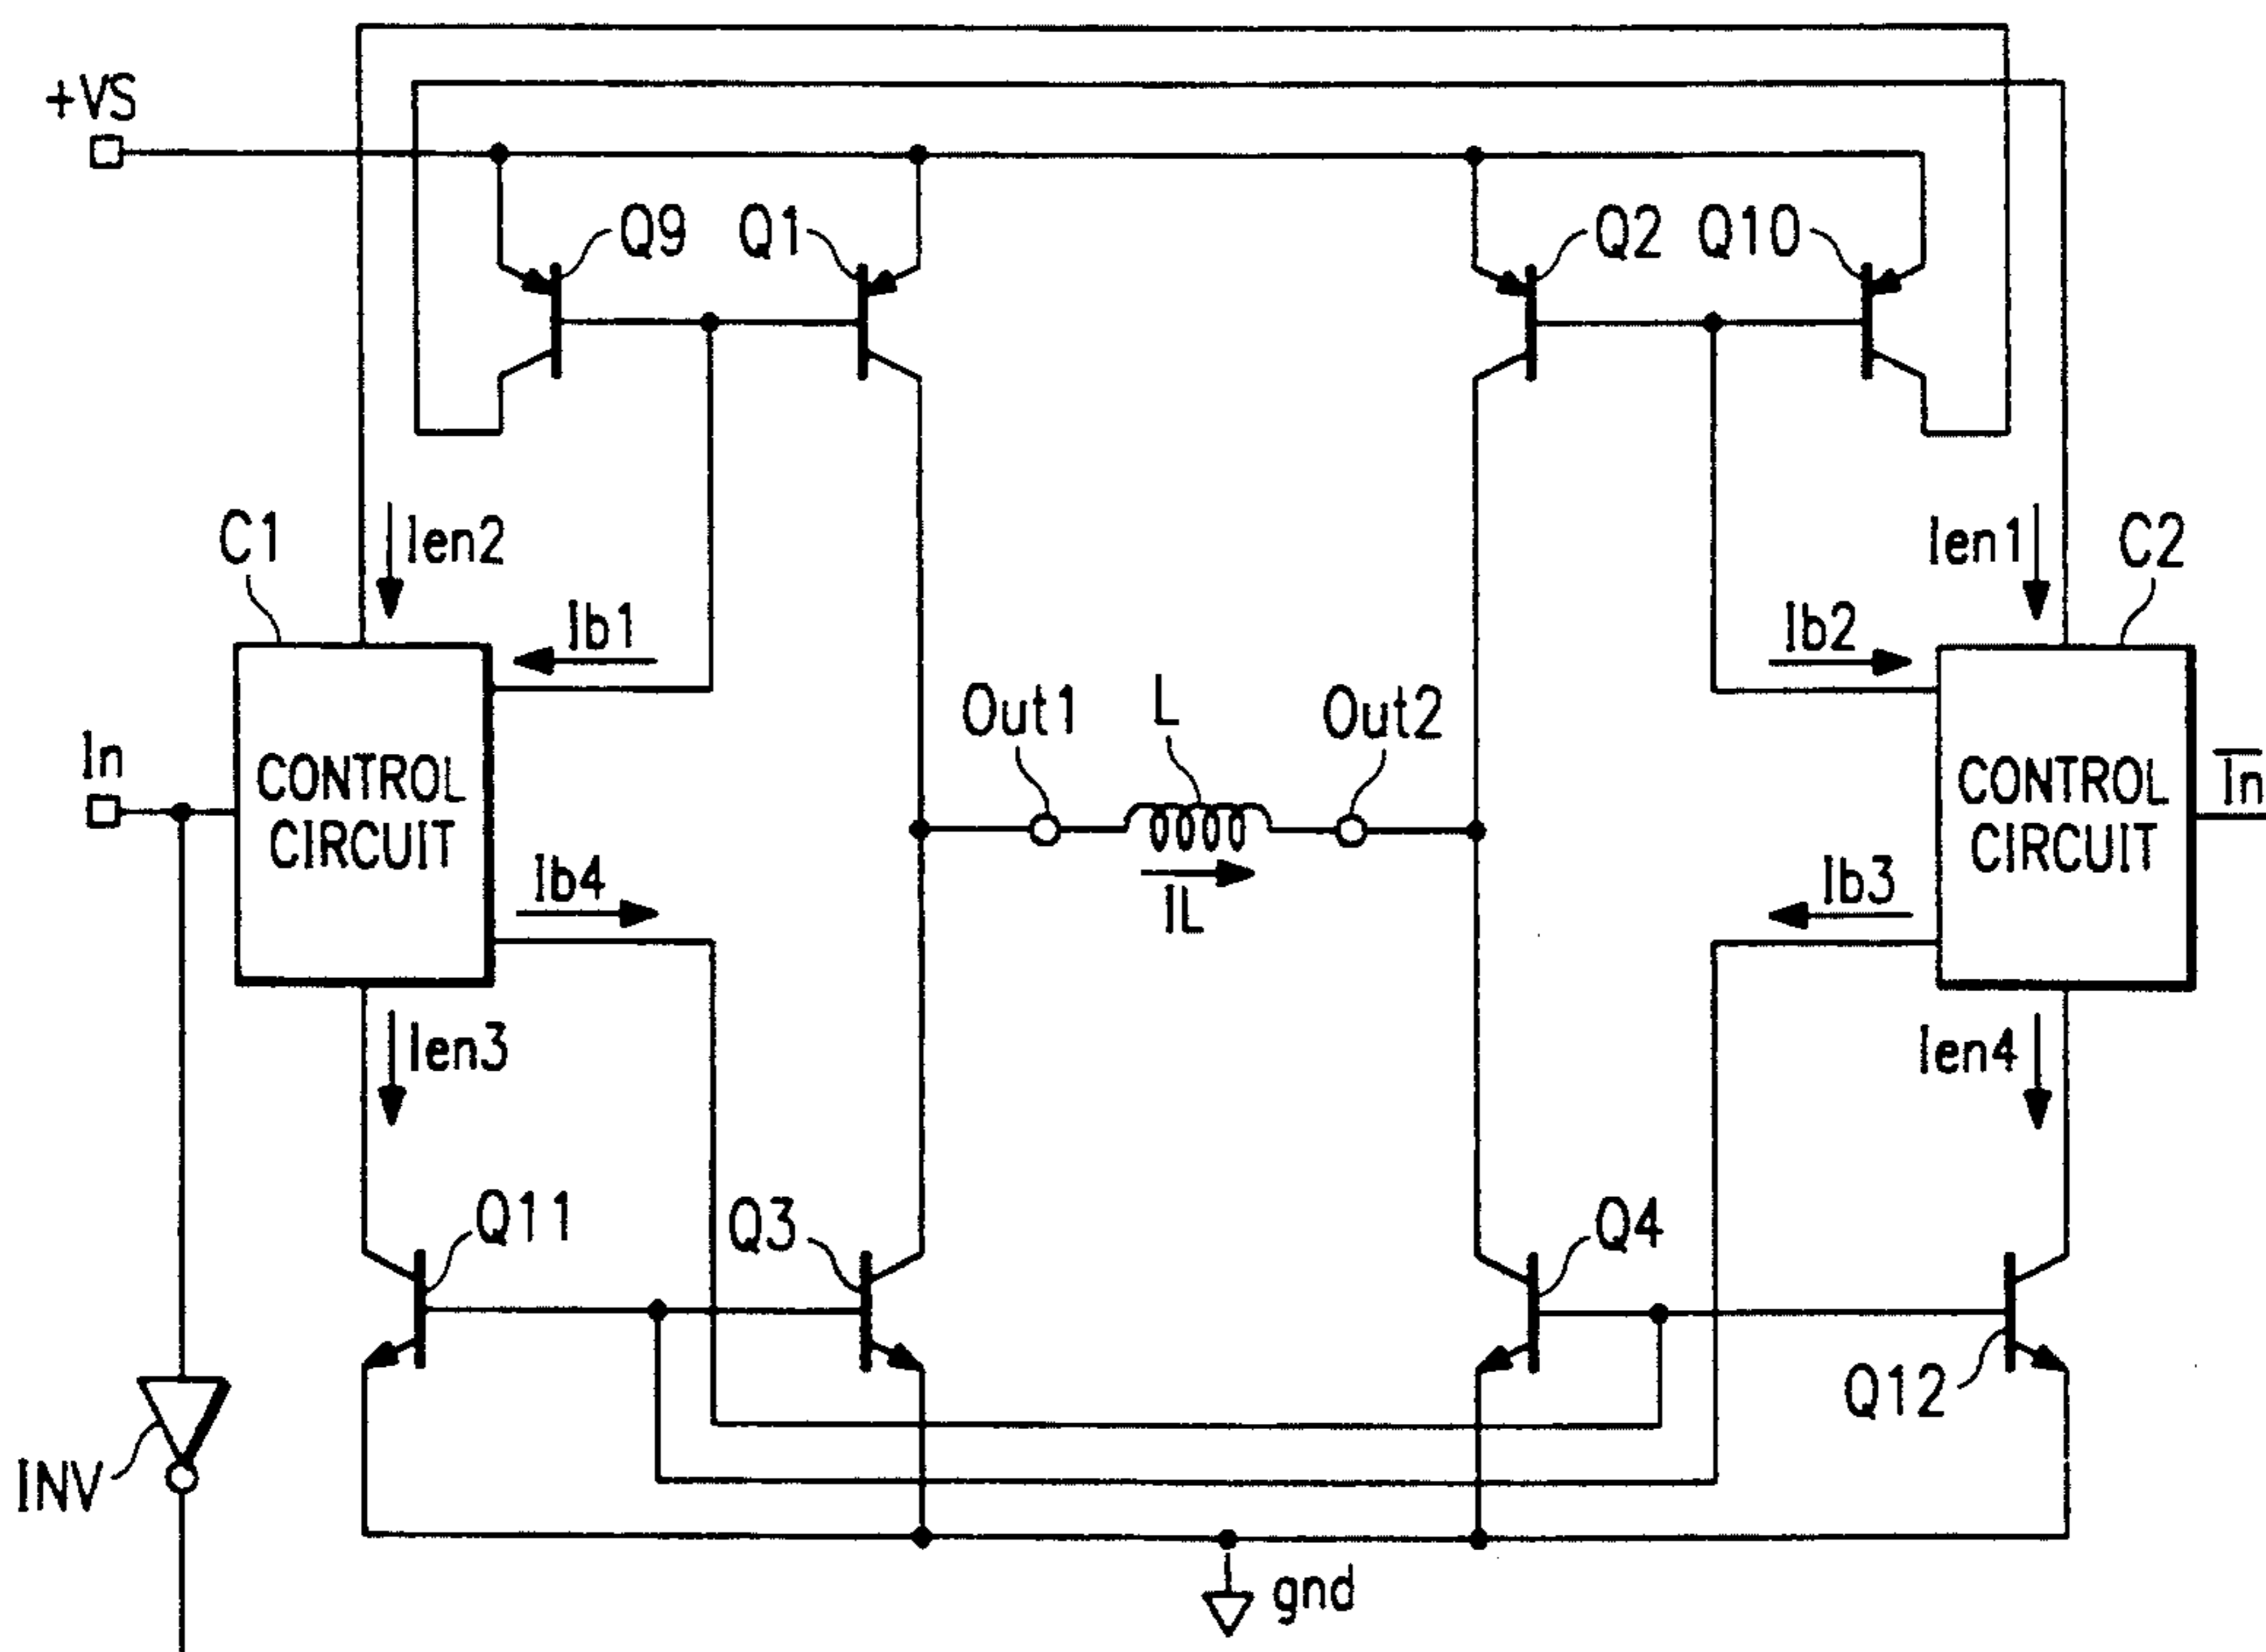 +VS
Q9
Q1
Q2
Q10
C1
Ien2
Ib1
Ien1
C2
Ib2
Out1
L
Out2
In
CONTROL
CIRCUIT
CONTROL
CIRCUIT
I̅n̅
Ib4
IL
Ib3
Ien3
Ien4
Q11
Q3
Q4
Q12
INV
gnd